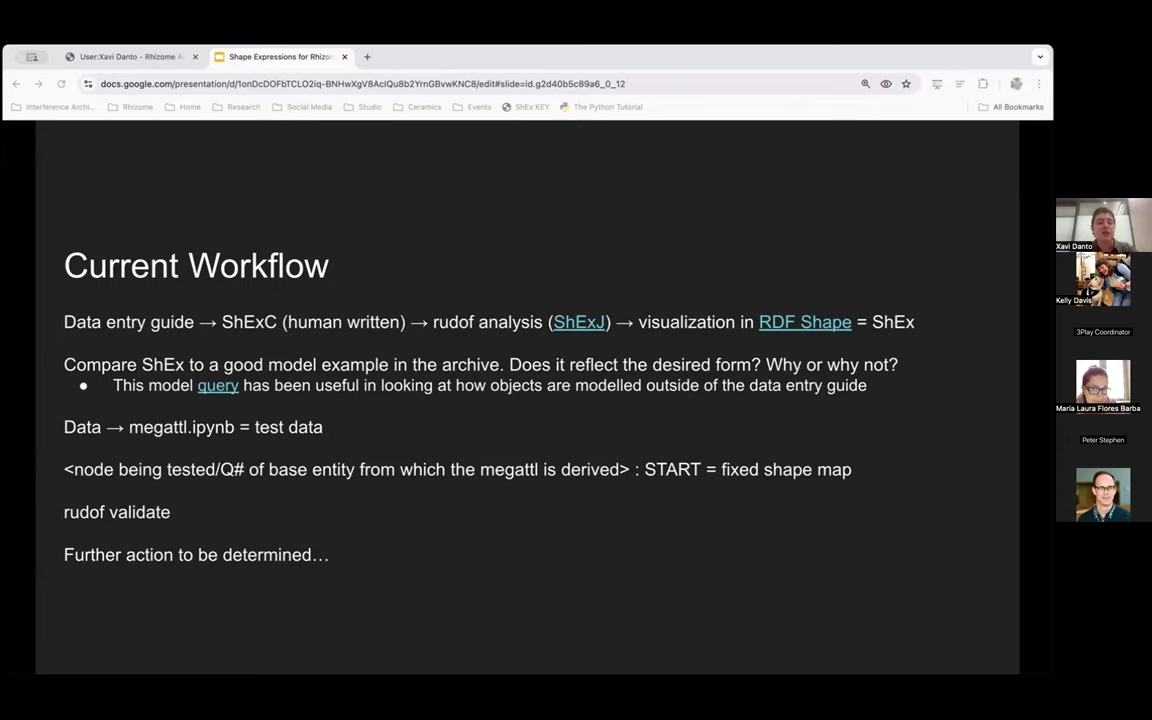 User:Xavi Danto - Rhizome A
Shape Expressions for Rhizo
docs.google.com/presentation/d/1onDcDOFbTCLO2iq-BNHwXgV8AcIQu8b2YrnGBvwKNC8/edit#slide=id.g2d40b5c89a6_0_12
Interference Archi... Rhizome Home Research Social Media Studio Ceramics Events ShEx KEY The Python Tutorial All Bookmarks
Current Workflow
Data entry guide → ShExC (human written) → rudof analysis (ShExJ) → visualization in RDF Shape = ShEx
Compare ShEx to a good model example in the archive. Does it reflect the desired form? Why or why not?
● This model query has been useful in looking at how objects are modelled outside of the data entry guide
Data → megattl.ipynb = test data
<node being tested/Q# of base entity from which the megattl is derived> : START = fixed shape map
rudof validate
Further action to be determined…
Xavi Danto
Kelly Davis
3Play Coordinator
Maria Laura Flores Barba
Peter Stephen